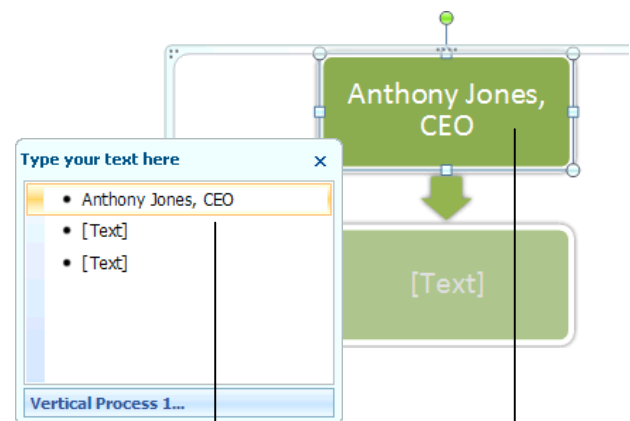 Anthony Jones,
CEO
Type your text here
x
• Anthony Jones, CEO
• [Text]
• [Text]
[Text]
Vertical Process 1...